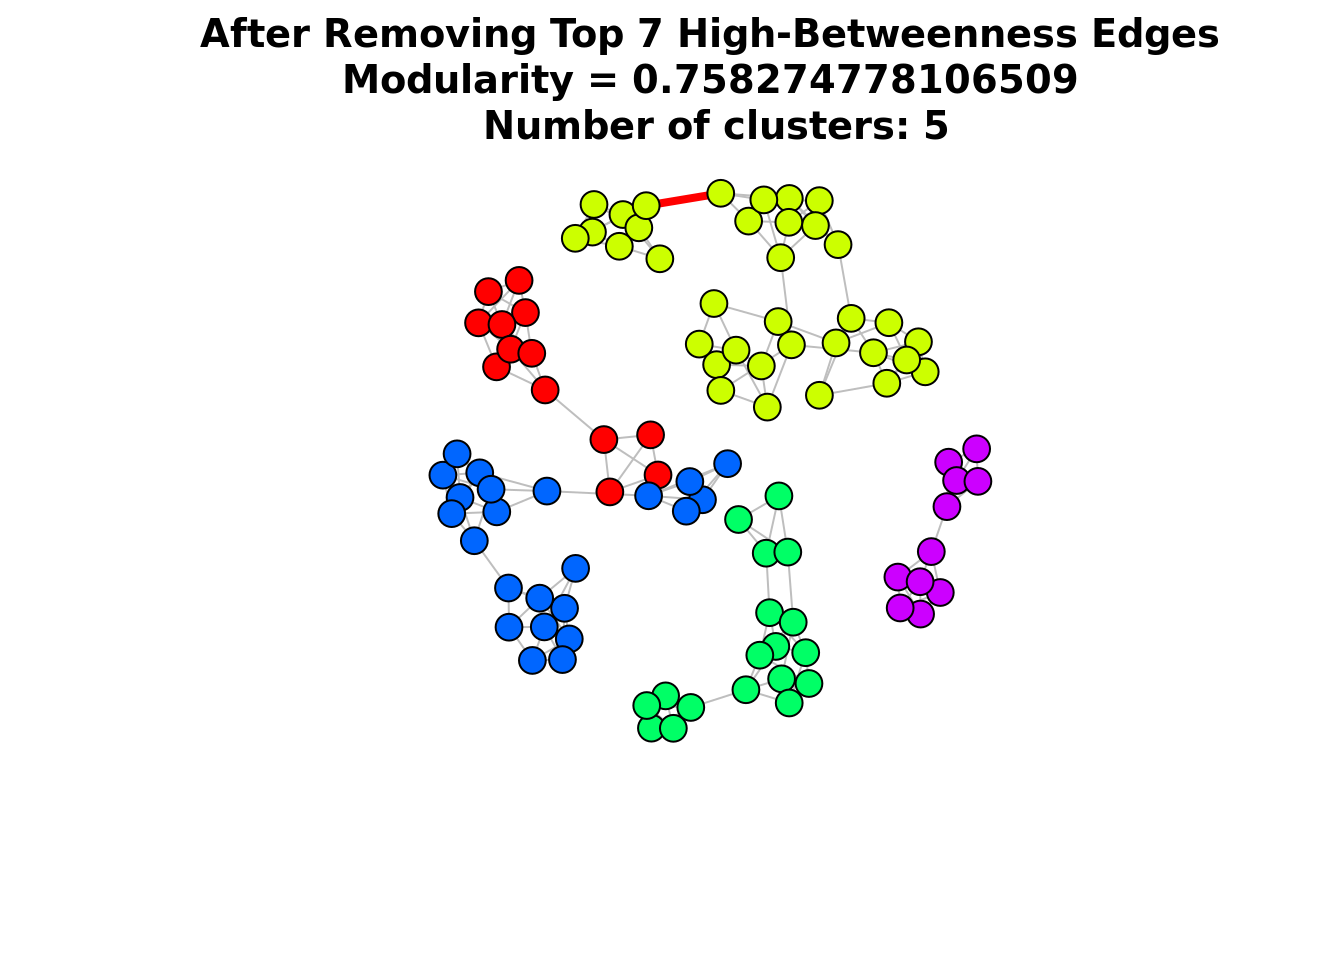 After Removing Top 7 High-Betweenness Edges
Modularity = 0.758274778106509
Number of clusters: 5